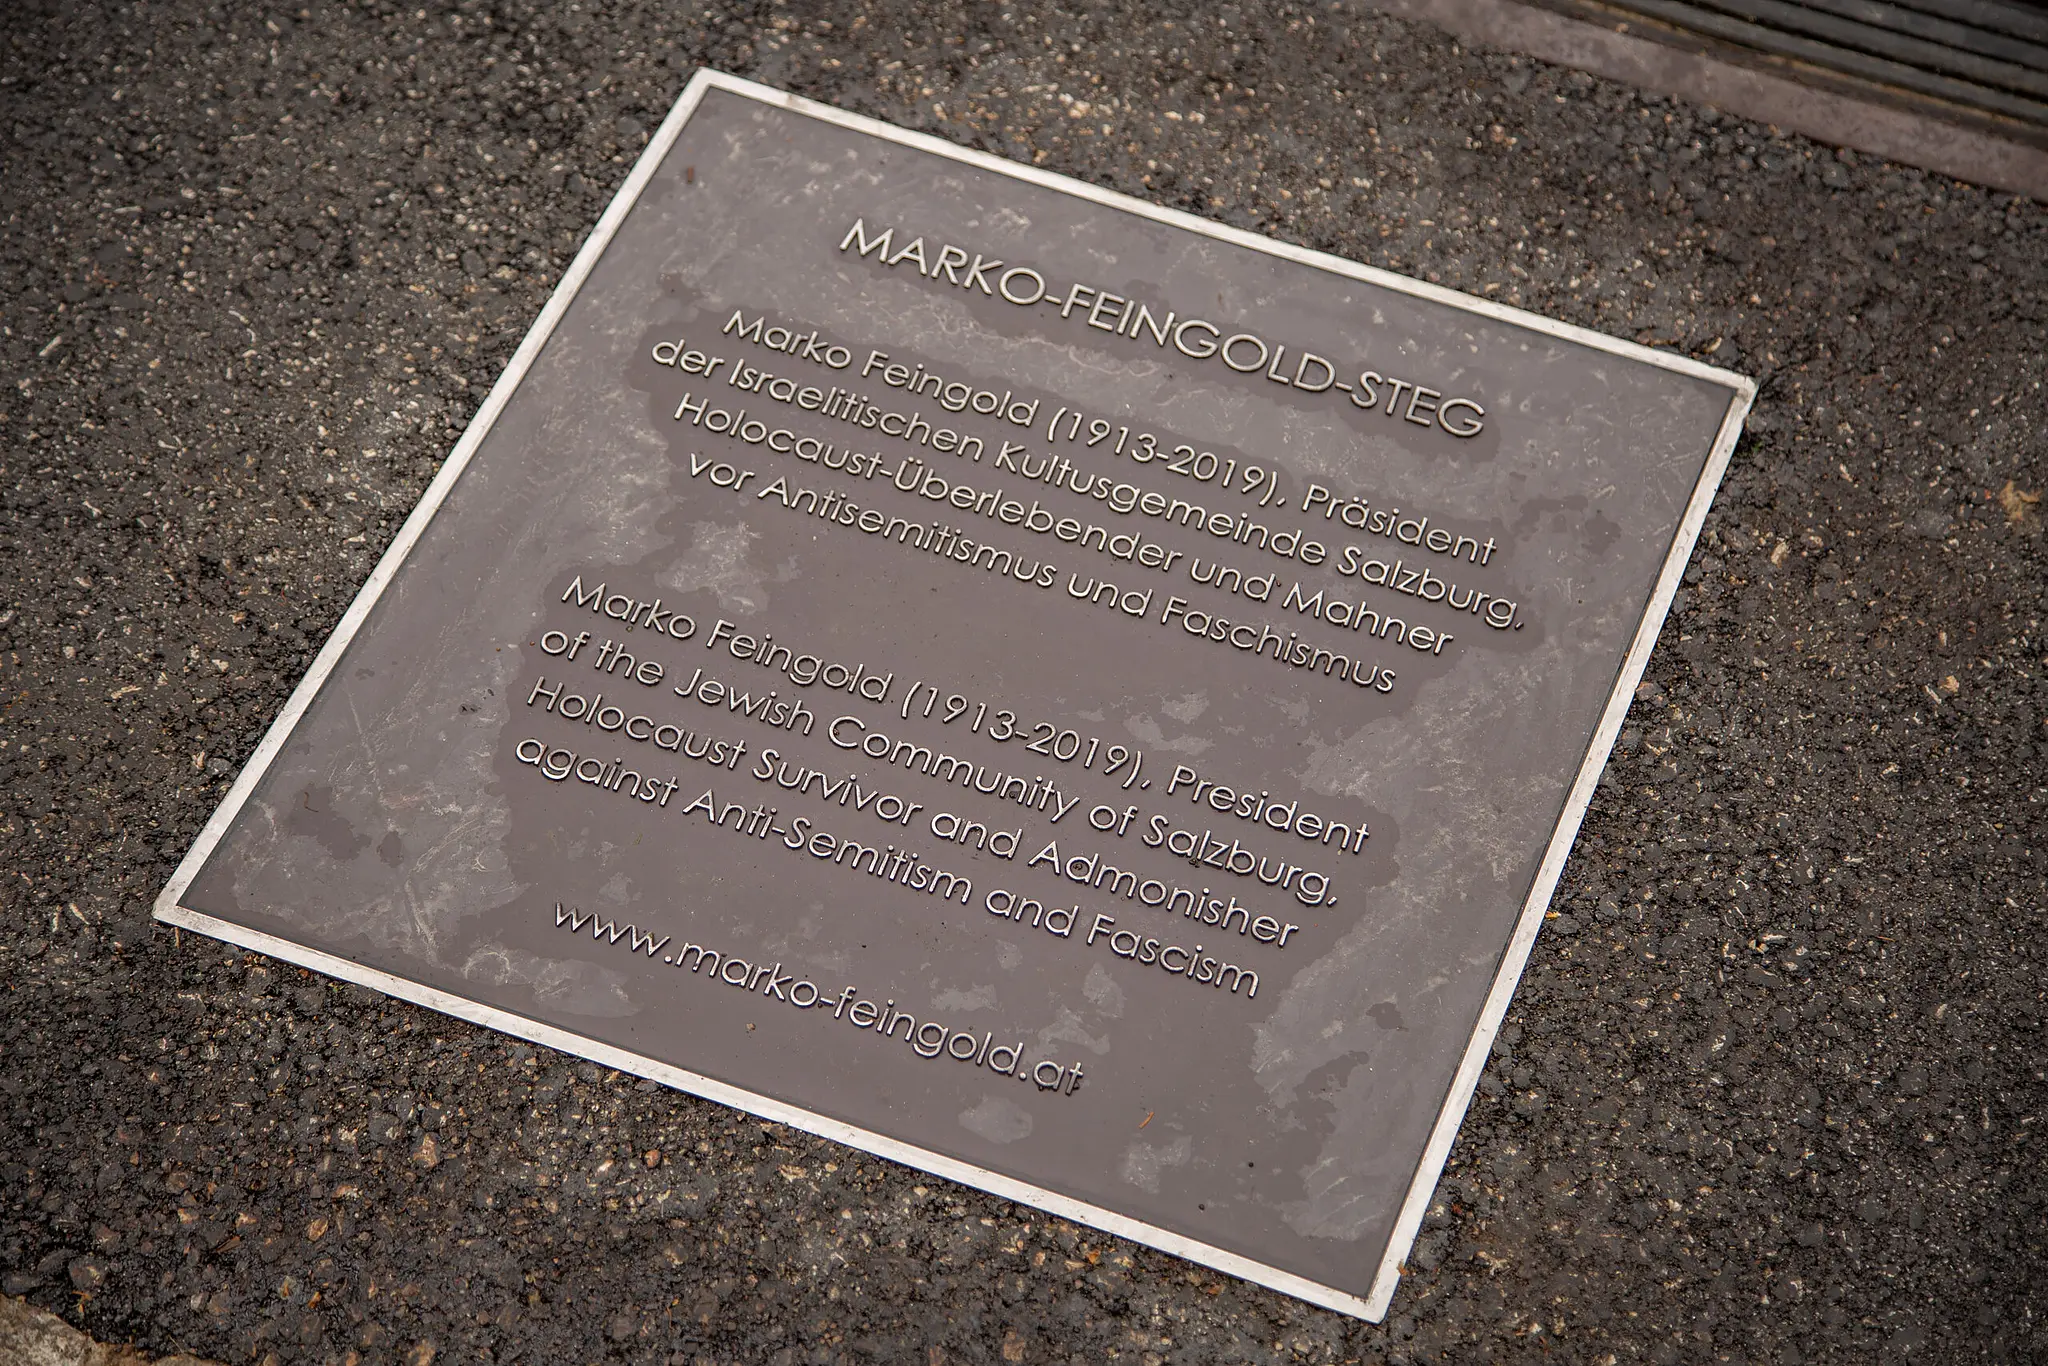 MARKO-FEINGOLD-STEG
Marko Feingold (1913-2019), Präsident
der Israelitischen Kultusgemeinde Salzburg,
Holocaust-Überlebender und Mahner
vor Antisemitismus und Faschismus
Marko Feingold (1913-2019), President
of the Jewish Community of Salzburg,
Holocaust Survivor and Admonisher
against Anti-Semitism and Fascism
www.marko-feingold.at